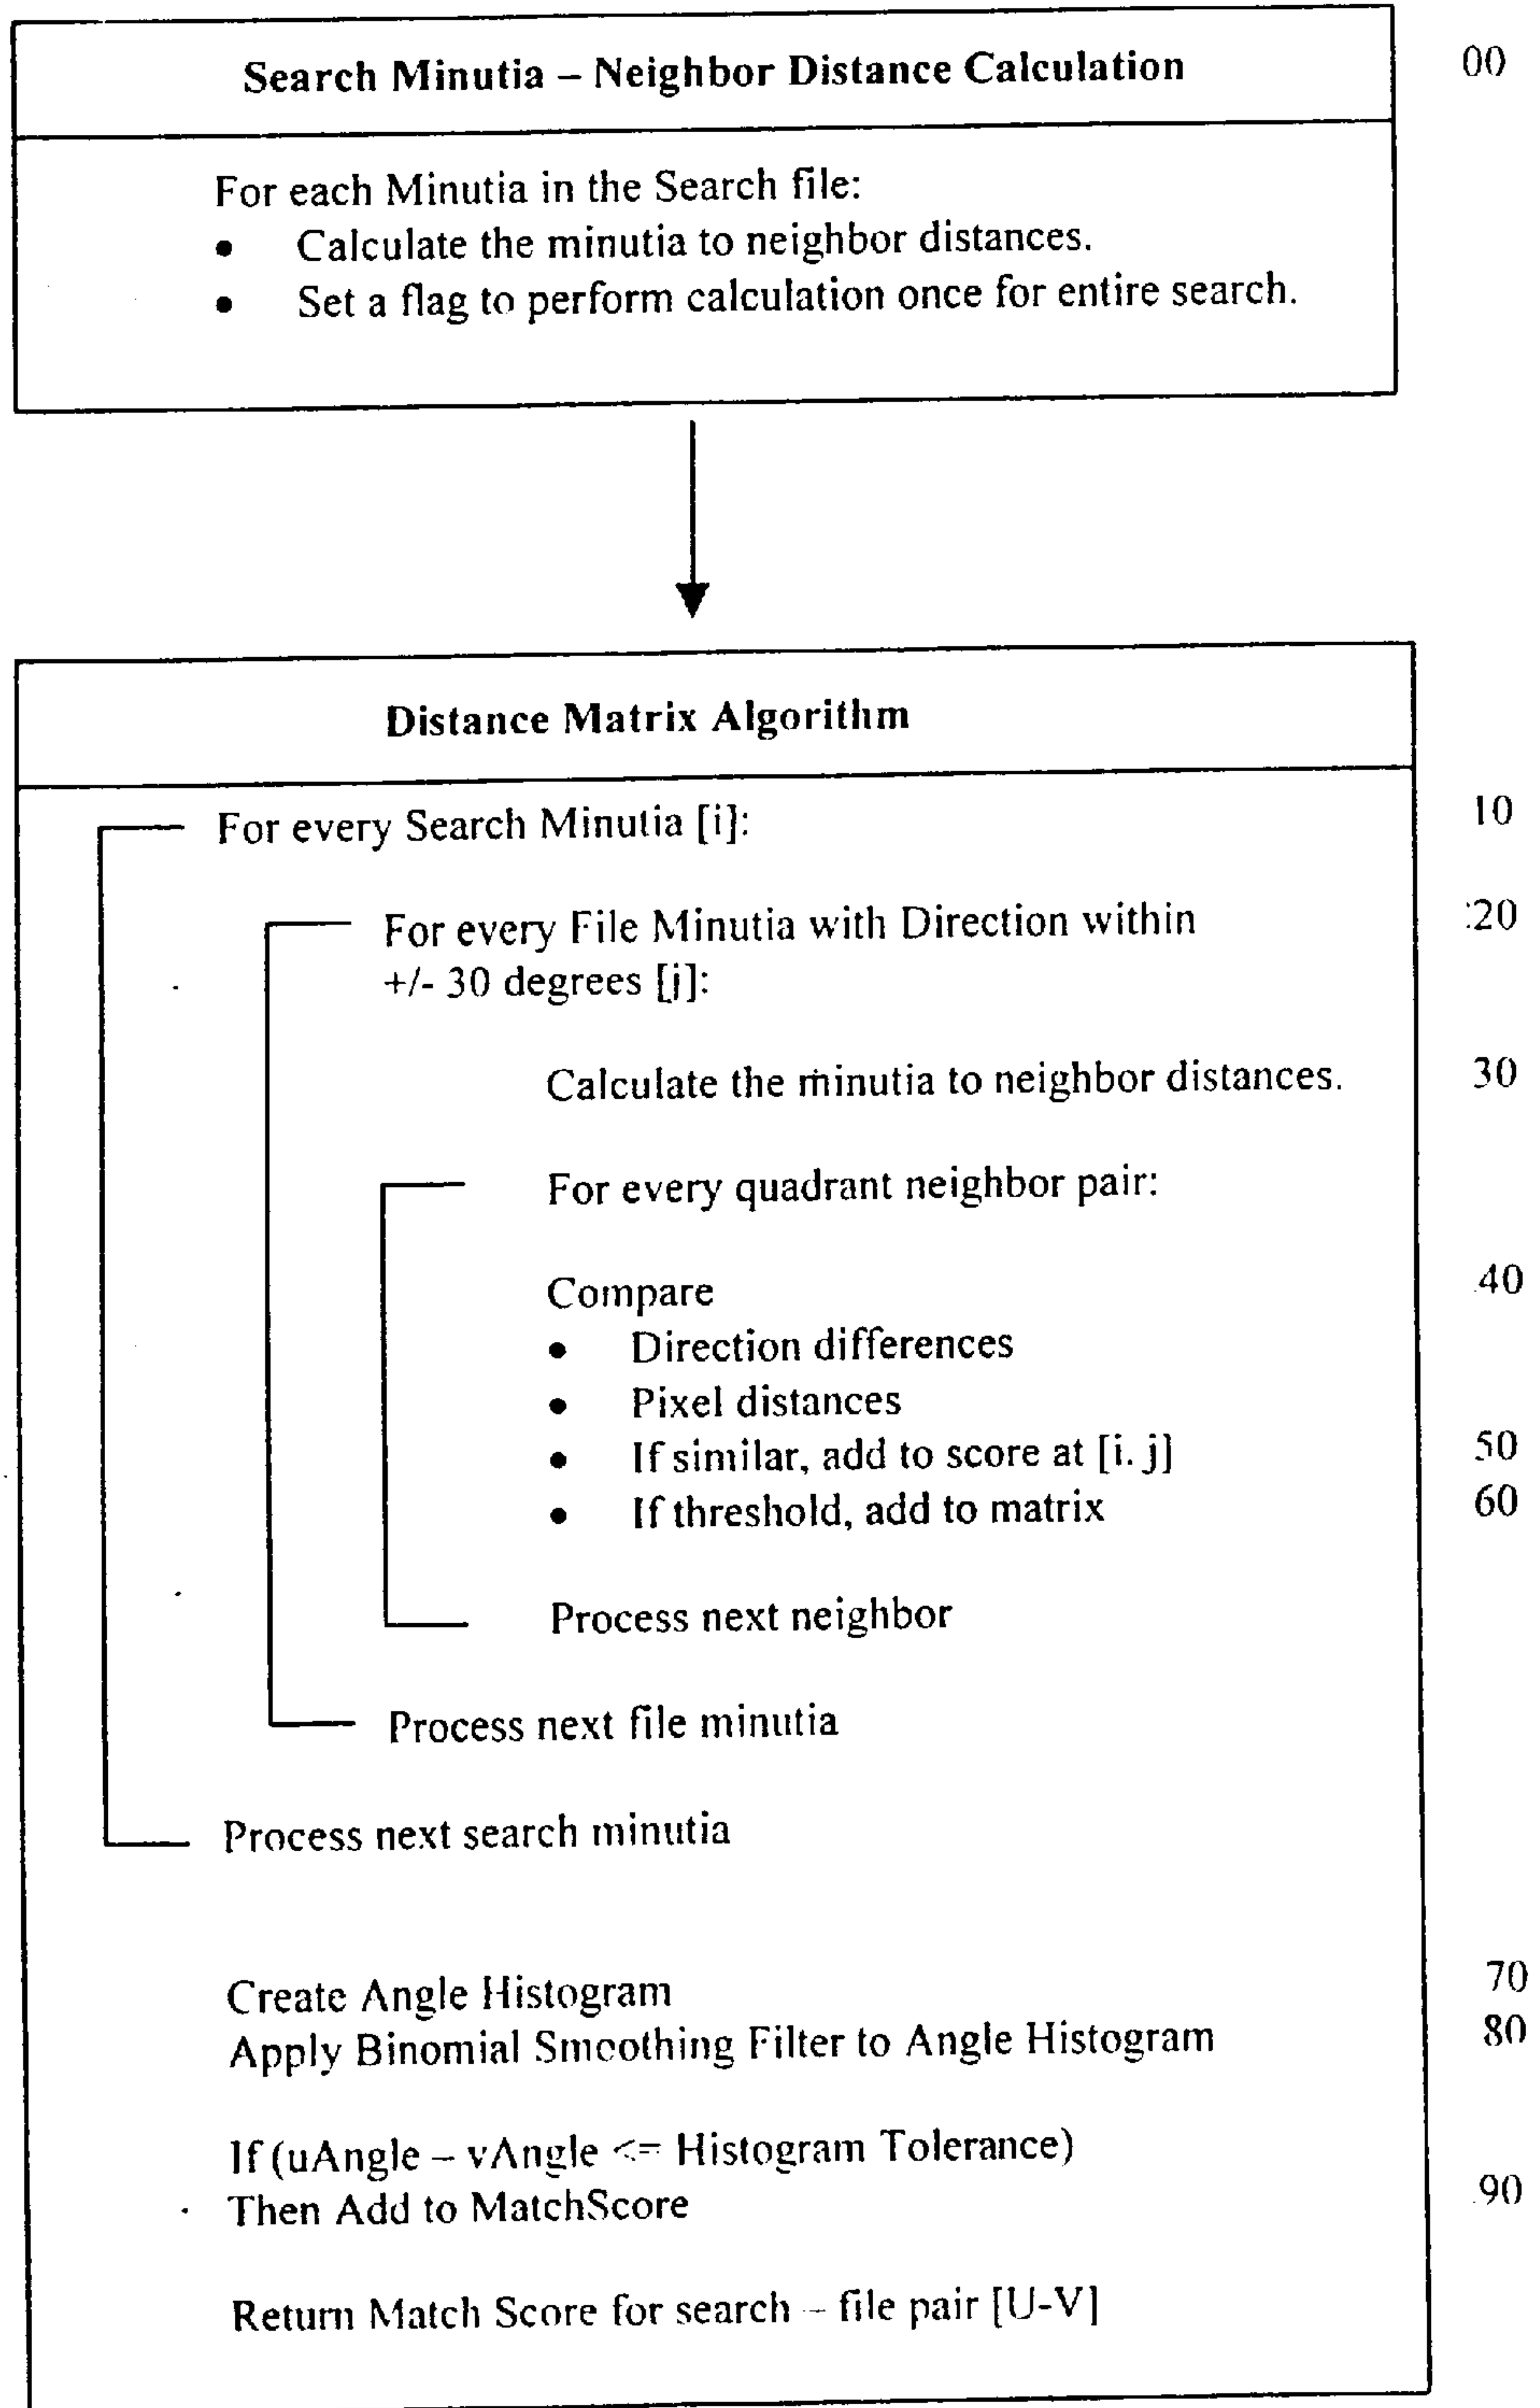 Search Minutia – Neighbor Distance Calculation 00
For each Minutia in the Search file:
• Calculate the minutia to neighbor distances.
• Set a flag to perform calculation once for entire search.
Distance Matrix Algorithm
For every Search Minutia [i]: 10
For every File Minutia with Direction within 20
+/- 30 degrees [j]:
Calculate the minutia to neighbor distances. 30
For every quadrant neighbor pair:
Compare 40
• Direction differences
• Pixel distances
• If similar, add to score at [i. j] 50
• If threshold, add to matrix 60
Process next neighbor
Process next file minutia
Process next search minutia
Create Angle Histogram 70
Apply Binomial Smoothing Filter to Angle Histogram 80
If (uAngle – vAngle <= Histogram Tolerance)
Then Add to MatchScore 90
Return Match Score for search – file pair [U-V]